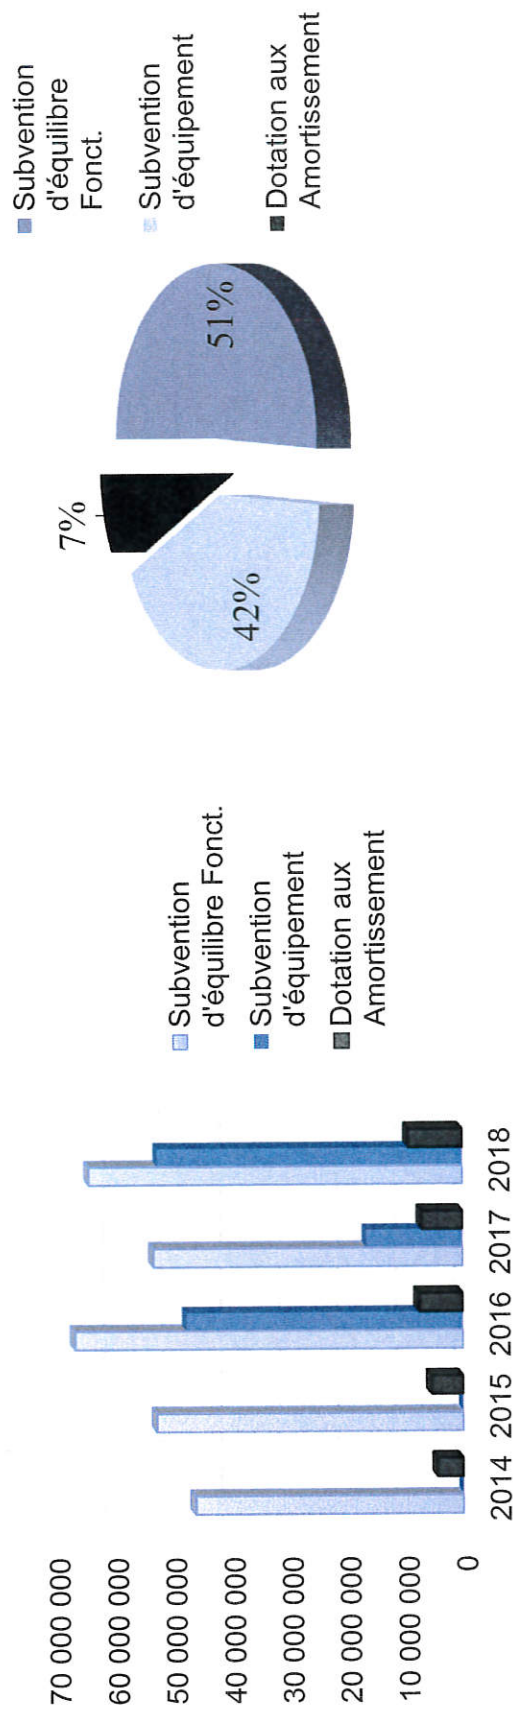 70 000 000
60 000 000
50 000 000
40 000 000
30 000 000
20 000 000
10 000 000
0
2014
2015
2016
2017
2018
Subvention
d'équilibre Fonct.
Subvention
d'équipement
Dotation aux
Amortissement
7%
42%
51%
Subvention
d'équilibre
Fonct.
Subvention
d'équipement
Dotation aux
Amortissement